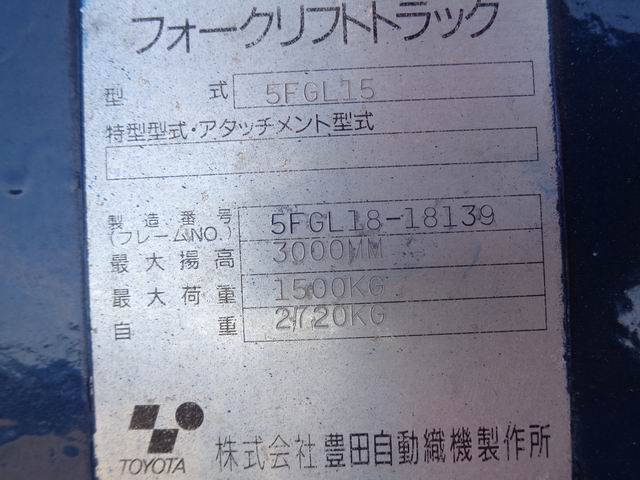 フォークリフトトラック
型式 5FGL15
特型型式・アタッチメント型式
製造番号 (フレームNO.) 5FGL18-18139
最大揚高 3000MM
最大荷重 1500KG
自重 2720KG
TOYOTA 株式会社豊田自動織機製作所